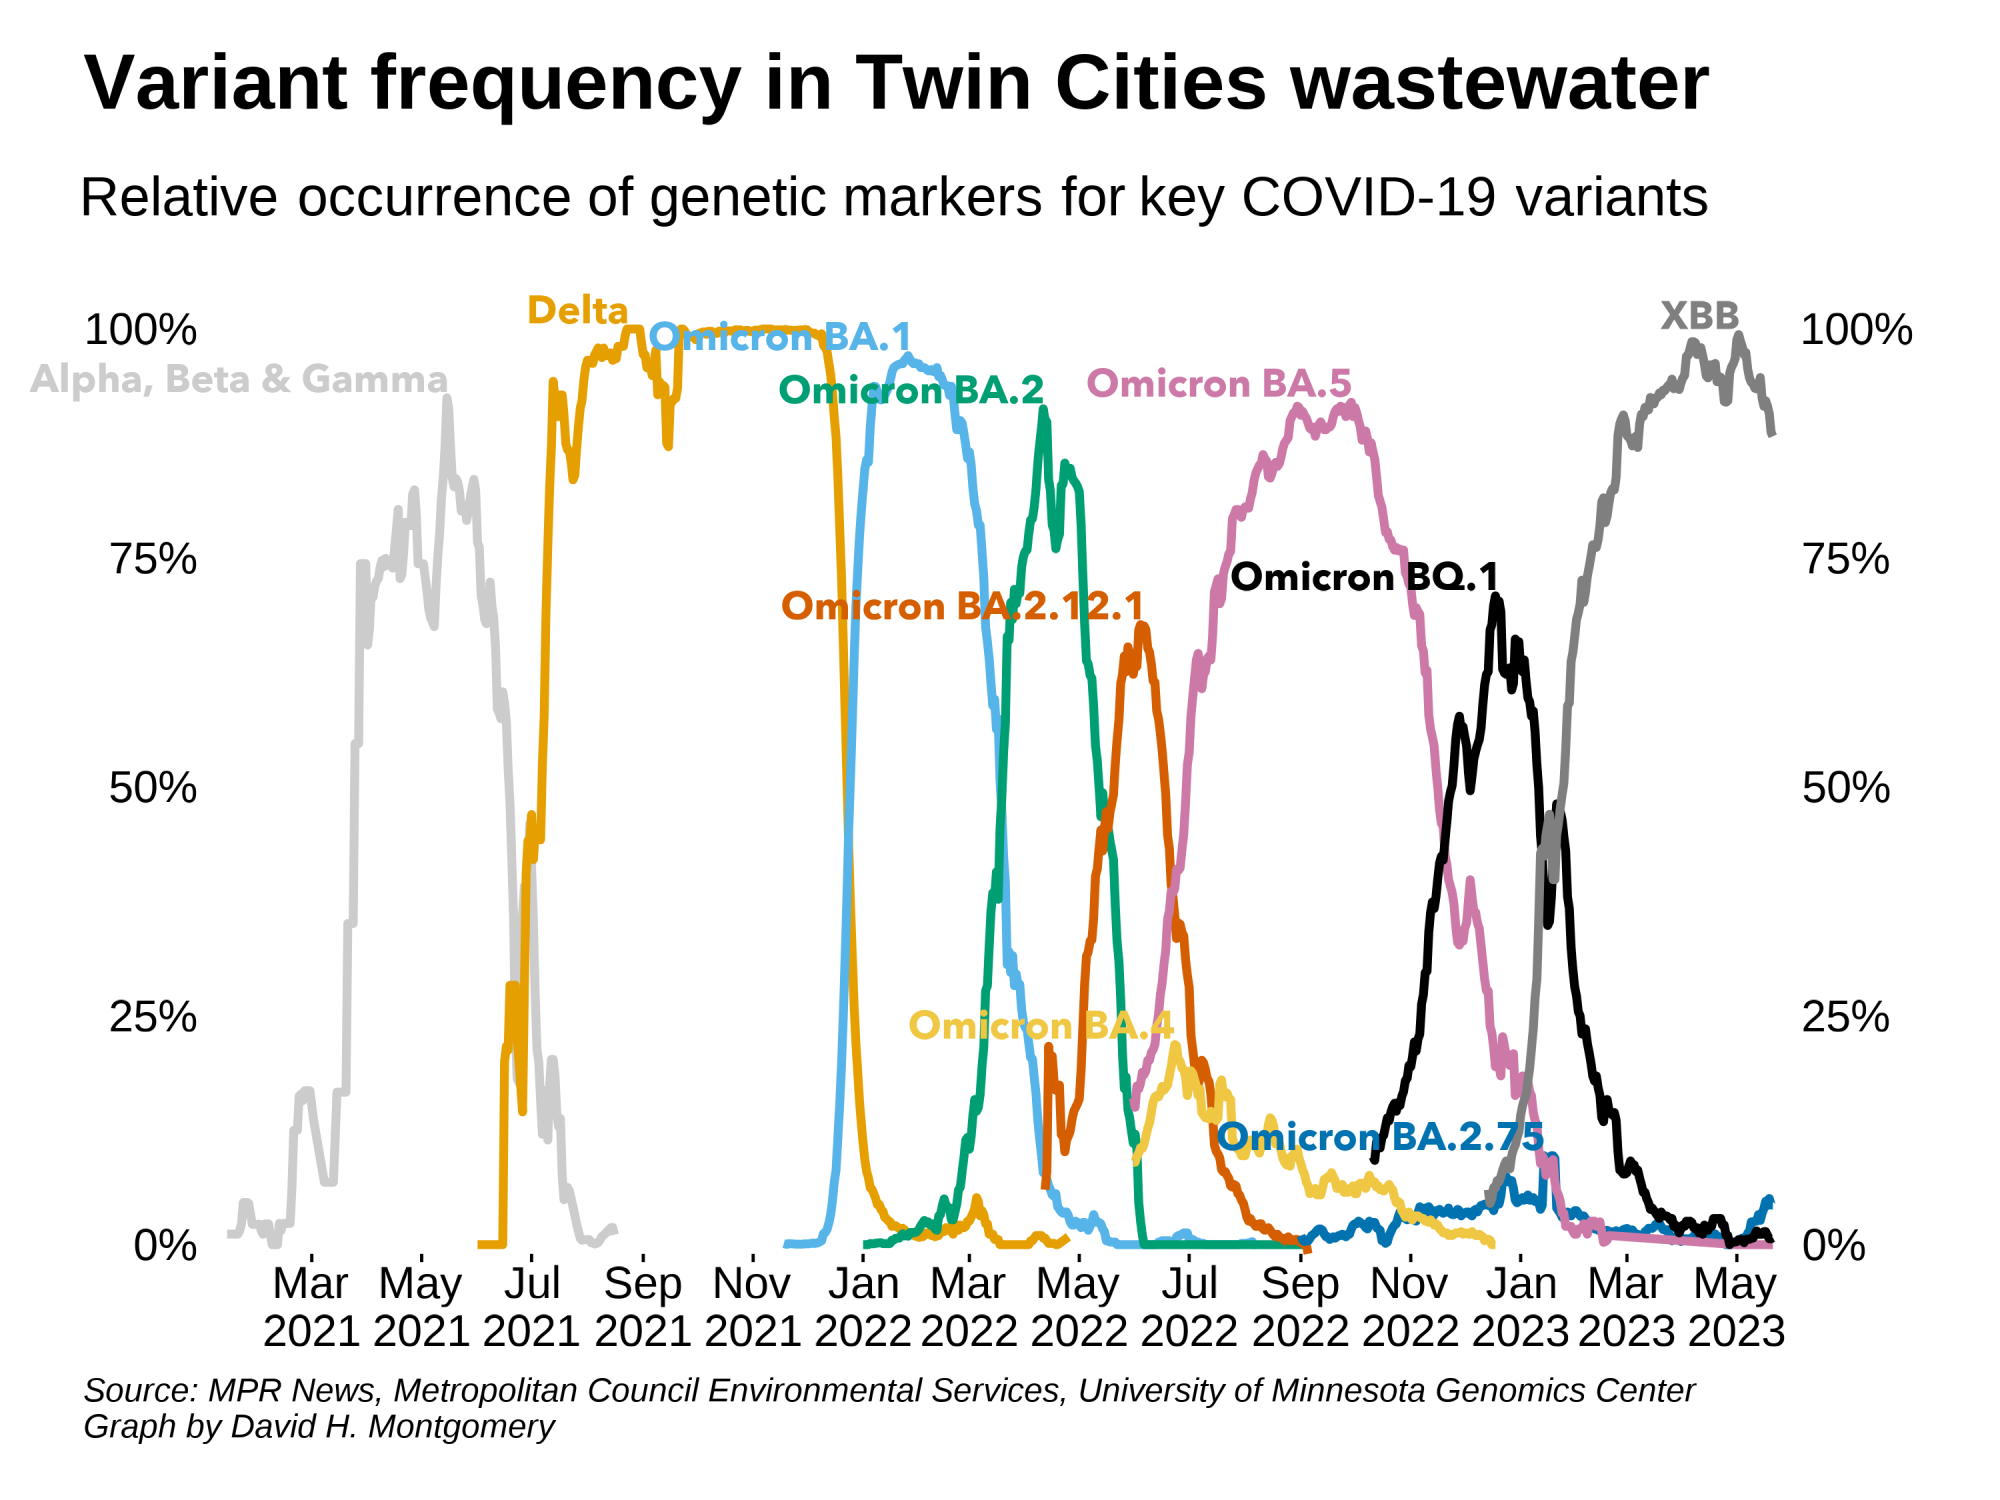 Variant frequency in Twin Cities wastewater
Relative occurrence of genetic markers for key COVID-19 variants
Delta
XBB
100%
Omicron BA.1
100%
Alpha, Beta & Gamma
Omicron BA.2
Omicron BA.5
75%
Omicron BQ.1
75%
Omicron BA.2.12.1
50%
50%
25%
Omicron BA.4
25%
Omicron BA.2.75
0%
0%
Mar May Jul Sep Nov Jan Mar May Jul Sep Nov Jan Mar May
2021 2021 2021 2021 2021 2022 2022 2022 2022 2022 2022 2023 2023 2023
Source: MPR News, Metropolitan Council Environmental Services, University of Minnesota Genomics Center
Graph by David H. Montgomery